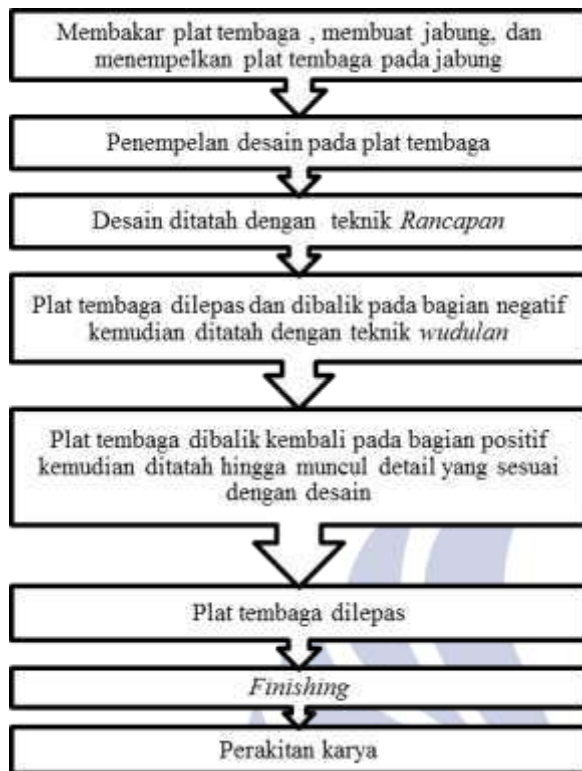 Membakar plat tembaga , membuat jabung, dan
menempelkan plat tembaga pada jabung
Penempelan desain pada plat tembaga
Desain ditatah dengan teknik Rancapan
Plat tembaga dilepas dan dibalik pada bagian negatif
kemudian ditatah dengan teknik wudulan
Plat tembaga dibalik kembali pada bagian positif
kemudian ditatah hingga muncul detail yang sesuai
dengan desain
Plat tembaga dilepas
Finishing
Perakitan karya